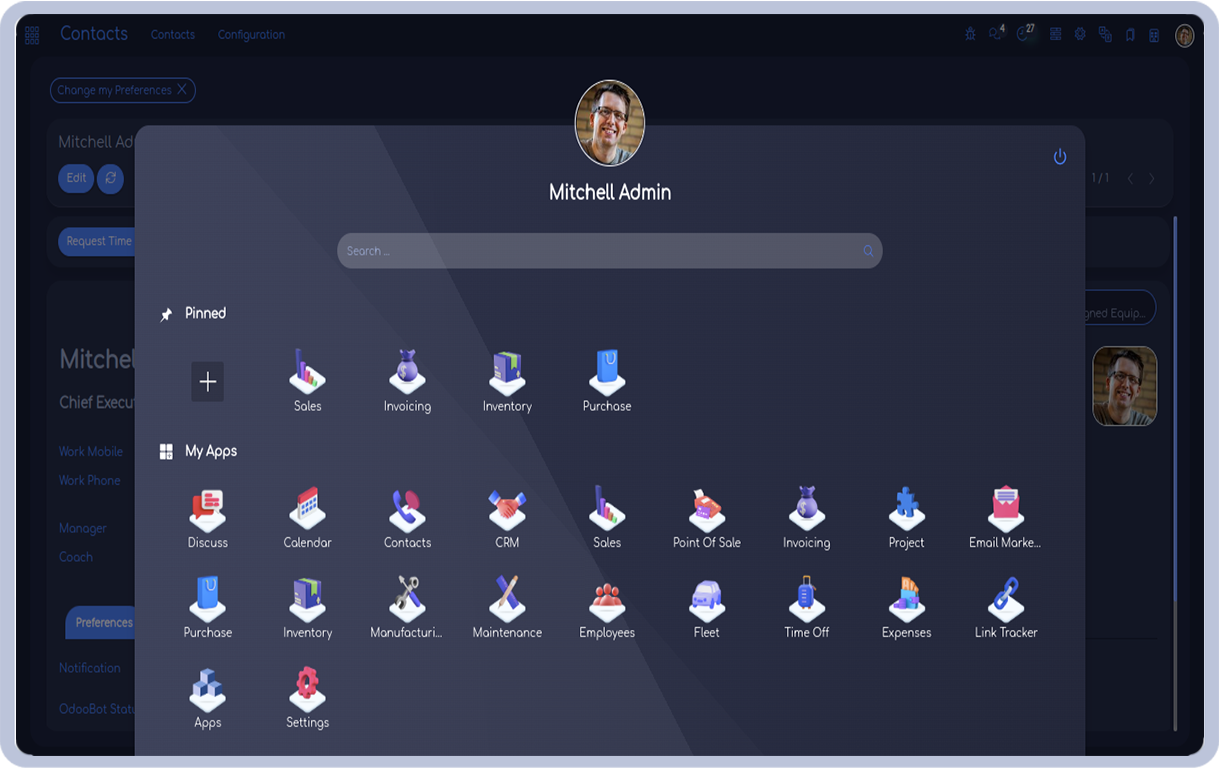 Contacts Contacts Configuration 4 27
Change my Preferences
Mitchell Ad
Edit
1 / 1
Request Time
Mitchell Admin
Search ...
Pinned
Sales Invoicing Inventory Purchase
My Apps
Discuss Calendar Contacts CRM Sales Point Of Sale Invoicing Project Email Marke...
Purchase Inventory Manufacturi... Maintenance Employees Fleet Time Off Expenses Link Tracker
Apps Settings
gned Equip...
Mitchel
Chief Execut
Work Mobile
Work Phone
Manager
Coach
Preferences
Notification
OdooBot Statu